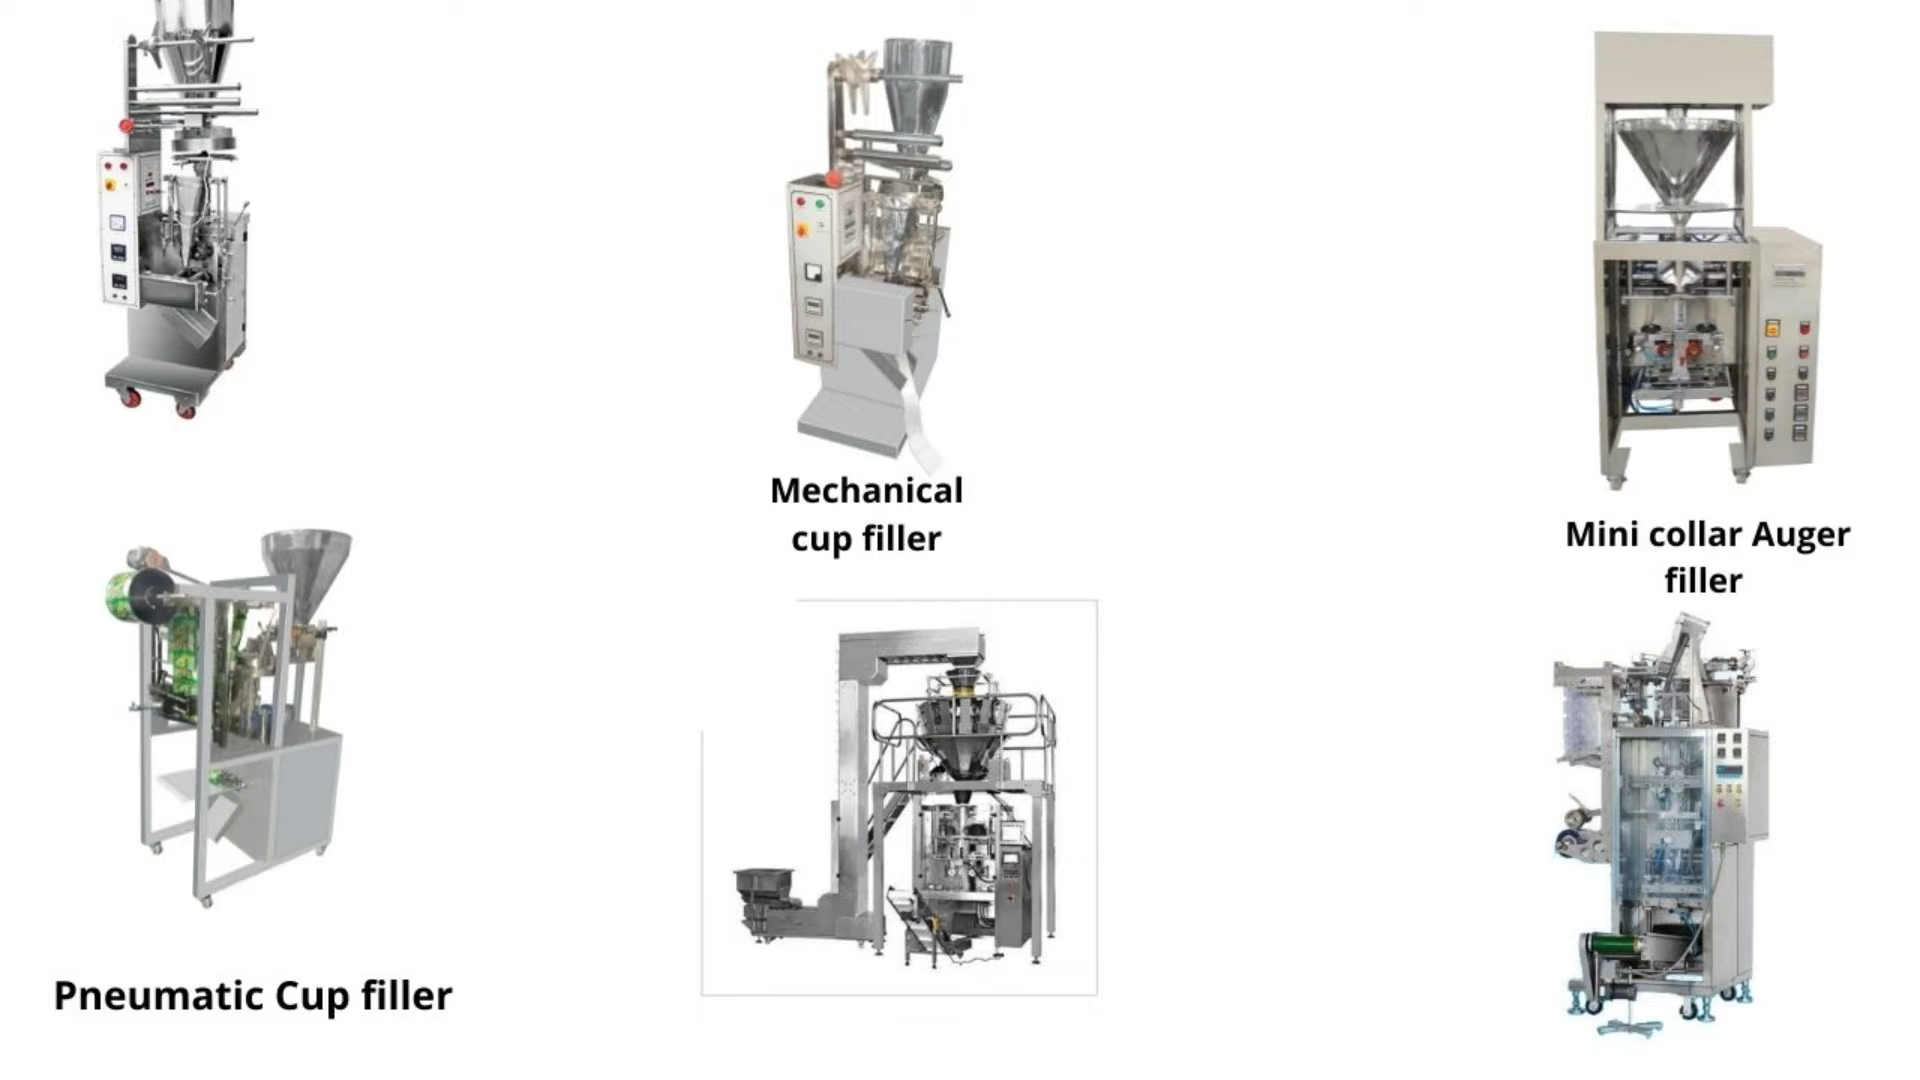 Mechanical
cup filler
Mini collar Auger
filler
Pneumatic Cup filler